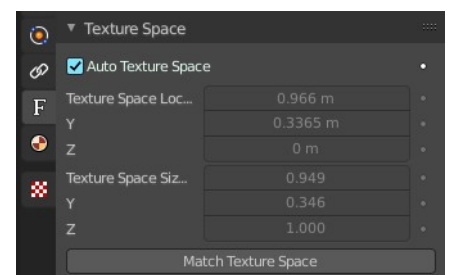 Texture Space
Auto Texture Space
Texture Space Loc... 0.966 m
Y 0.3365 m
Z 0 m
Texture Space Siz... 0.949
Y 0.346
Z 1.000
Match Texture Space
F